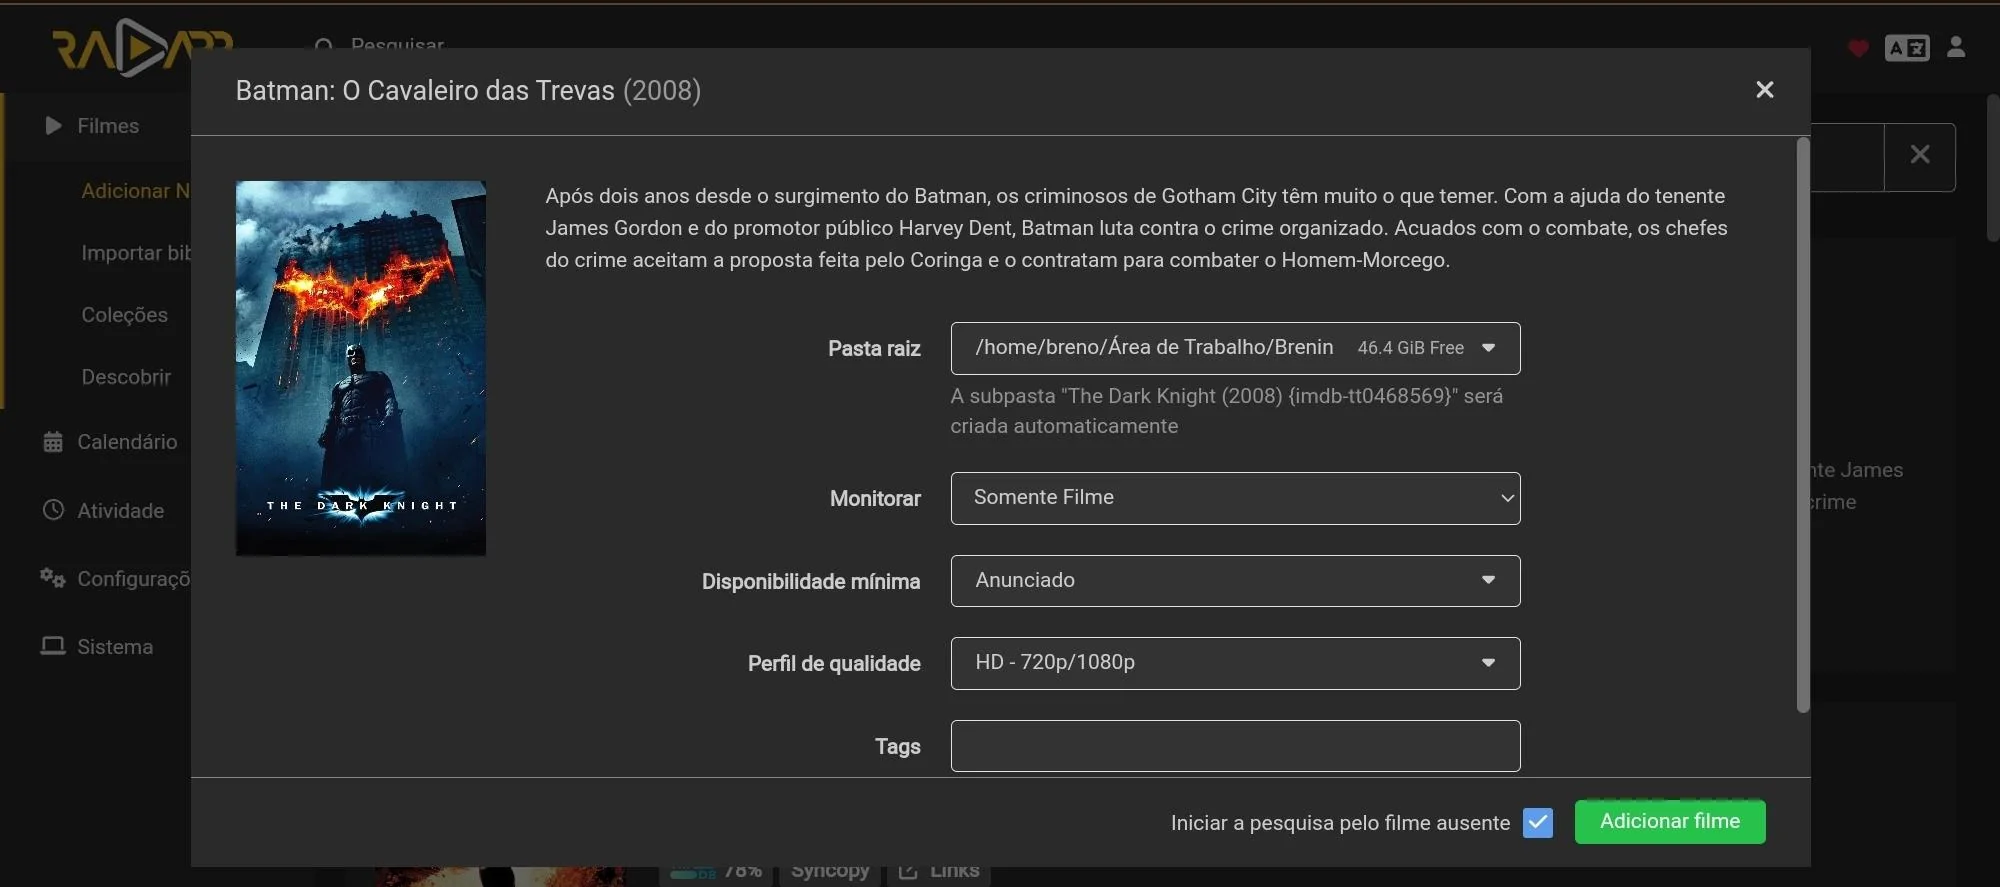 RADARR
Pesquisar
Batman: O Cavaleiro das Trevas (2008)
Filmes
Adicionar N
Importar bib
Coleções
Descobrir
Calendário
Atividade
Configuraçõ
Sistema
THE DARK KNIGHT
Após dois anos desde o surgimento do Batman, os criminosos de Gotham City têm muito o que temer. Com a ajuda do tenente
James Gordon e do promotor público Harvey Dent, Batman luta contra o crime organizado. Acuados com o combate, os chefes
do crime aceitam a proposta feita pelo Coringa e o contratam para combater o Homem-Morcego.
Pasta raiz
/home/breno/Área de Trabalho/Brenin 46.4 GiB Free
A subpasta "The Dark Knight (2008) {imdb-tt0468569}" será
criada automaticamente
Monitorar
Somente Filme
Disponibilidade mínima
Anunciado
Perfil de qualidade
HD - 720p/1080p
Tags
nte James
crime
Iniciar a pesquisa pelo filme ausente
Adicionar filme
DB 78% Syncopy Links